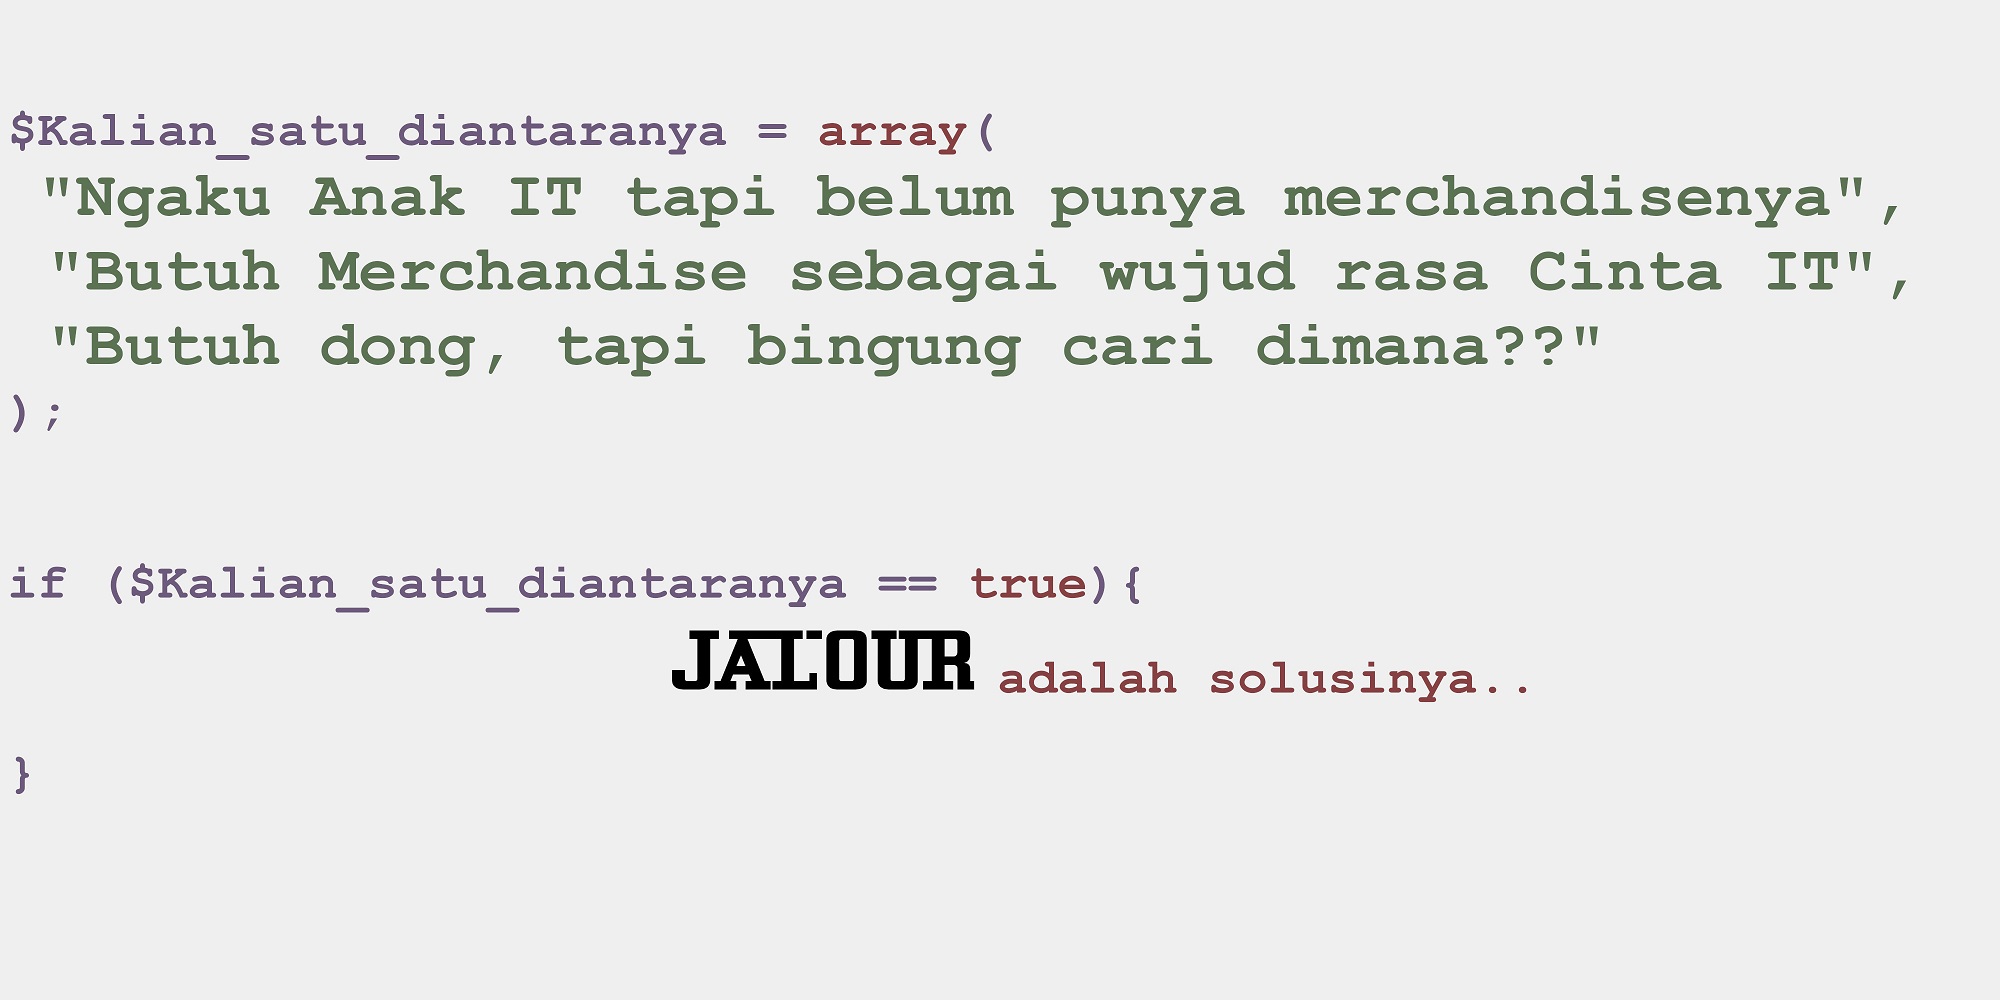 $Kalian_satu_diantaranya = array(
"Ngaku Anak IT tapi belum punya merchandisenya",
"Butuh Merchandise sebagai wujud rasa Cinta IT",
"Butuh dong, tapi bingung cari dimana??"
);
if ($Kalian_satu_diantaranya == true){
adalah solusinya..
}